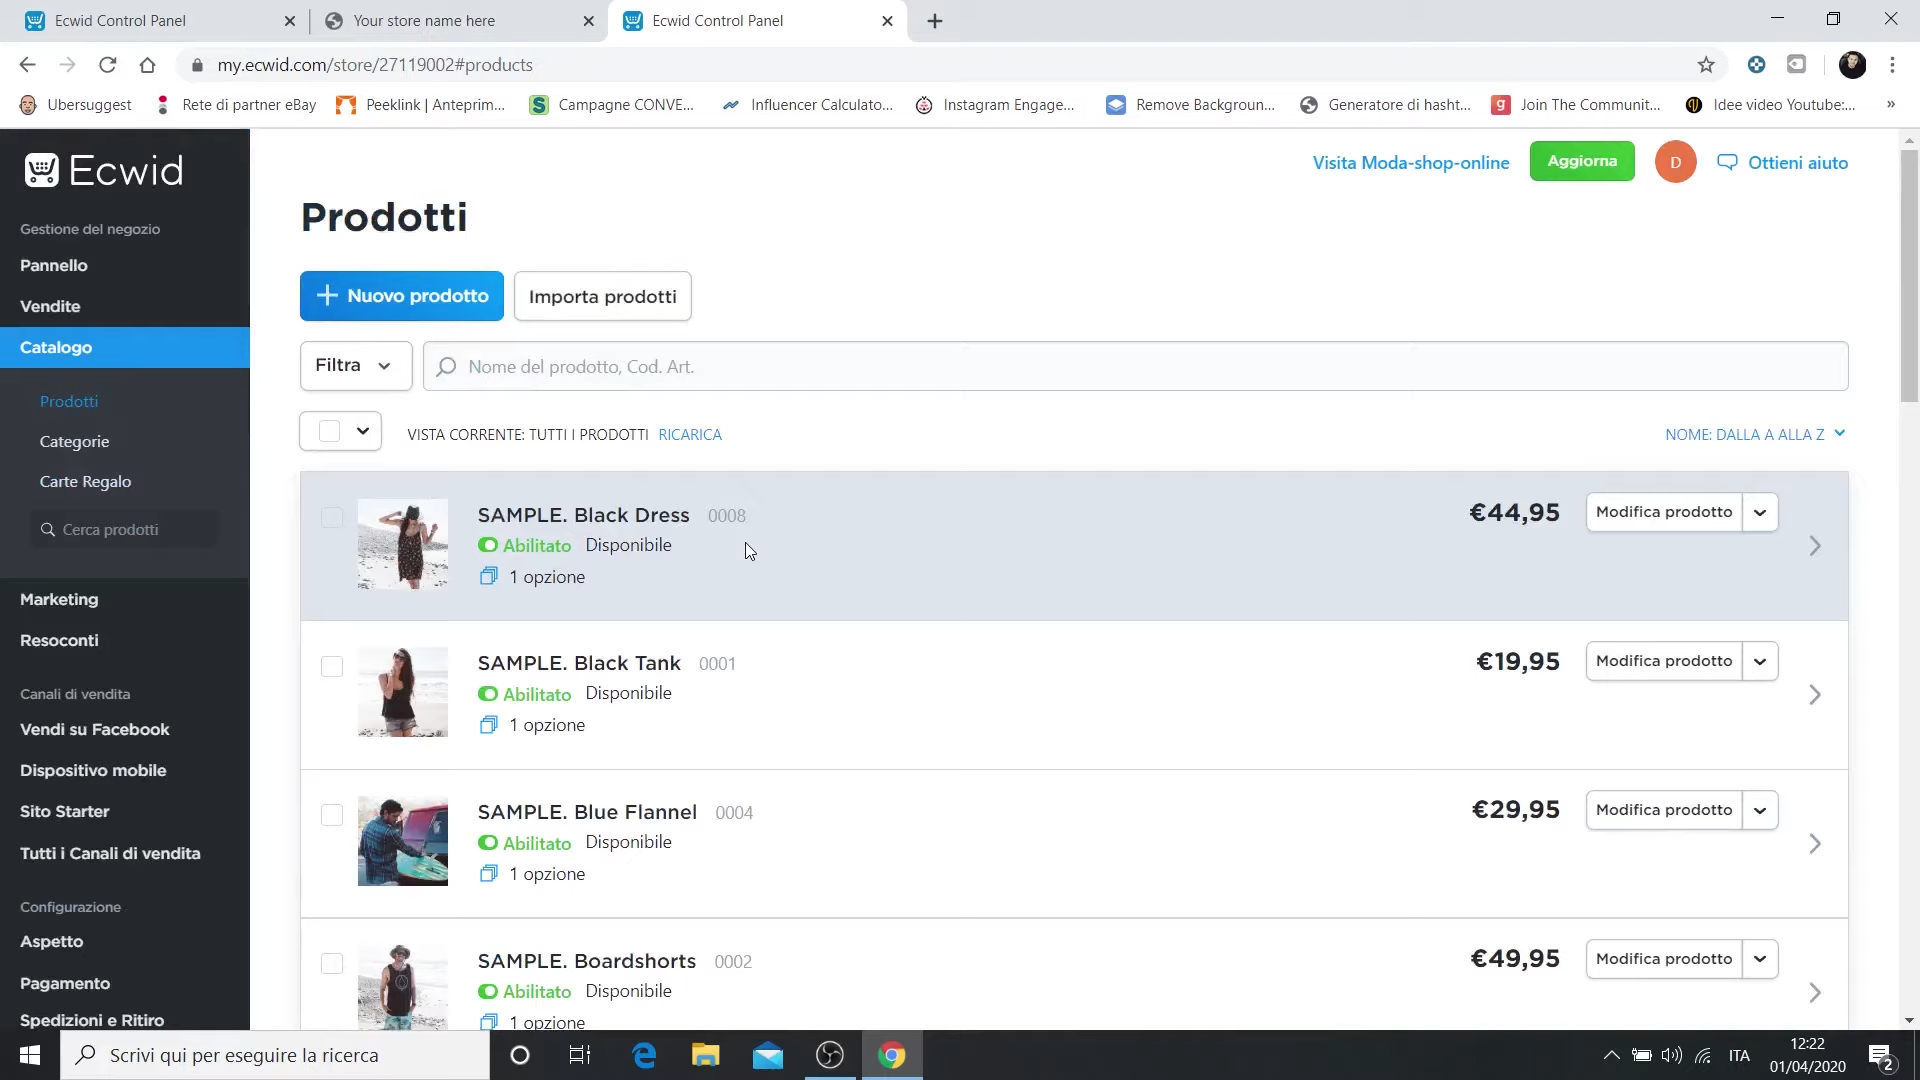 Ecwid Control Panel
Your store name here
Ecwid Control Panel
my.ecwid.com/store/27119002#products
Ubersuggest
Rete di partner eBay
Peeklink | Anteprim...
Campagne CONVE...
Influencer Calculato...
Instagram Engage...
Remove Backgroun...
Generatore di hasht...
Join The Communit...
Idee video Youtube:...
»
Ecwid
Visita Moda-shop-online
Aggiorna
D
Ottieni aiuto
Gestione del negozio
Pannello
Vendite
Catalogo
Prodotti
Categorie
Carte Regalo
Cerca prodotti
Marketing
Resoconti
Canali di vendita
Vendi su Facebook
Dispositivo mobile
Sito Starter
Tutti i Canali di vendita
Configurazione
Aspetto
Pagamento
Spedizioni e Ritiro
Prodotti
Nuovo prodotto
Importa prodotti
Filtra
Nome del prodotto, Cod. Art.
VISTA CORRENTE: TUTTI I PRODOTTI RICARICA
NOME: DALLA A ALLA Z
SAMPLE. Black Dress 0008
Abilitato Disponibile
1 opzione
€44,95
Modifica prodotto
SAMPLE. Black Tank 0001
Abilitato Disponibile
1 opzione
€19,95
Modifica prodotto
SAMPLE. Blue Flannel 0004
Abilitato Disponibile
1 opzione
€29,95
Modifica prodotto
SAMPLE. Boardshorts 0002
Abilitato Disponibile
1 opzione
€49,95
Modifica prodotto
Scrivi qui per eseguire la ricerca
ITA
12:22
01/04/2020
2